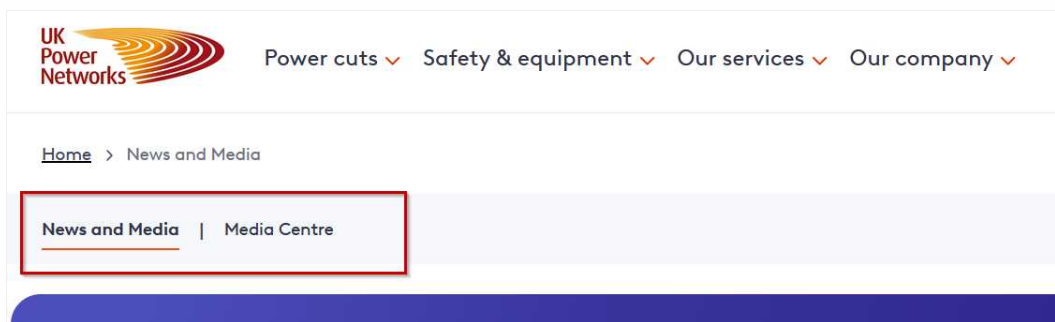 UK
Power
Networks
Power cuts Safety & equipment Our services Our company
Home > News and Media
News and Media | Media Centre